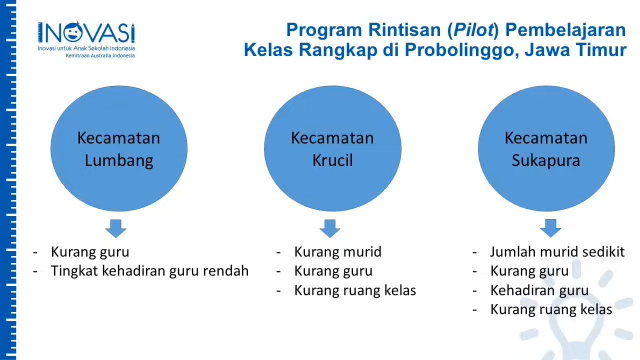 INOVASI
Inovasi untuk Anak Sekolah Indonesia
Kemitraan Australia Indonesia
Program Rintisan (Pilot) Pembelajaran
Kelas Rangkap di Probolinggo, Jawa Timur
Kecamatan
Lumbang
- Kurang guru
- Tingkat kehadiran guru rendah
Kecamatan
Krucil
- Kurang murid
- Kurang guru
- Kurang ruang kelas
Kecamatan
Sukapura
- Jumlah murid sedikit
- Kurang guru
- Kehadiran guru
- Kurang ruang kelas